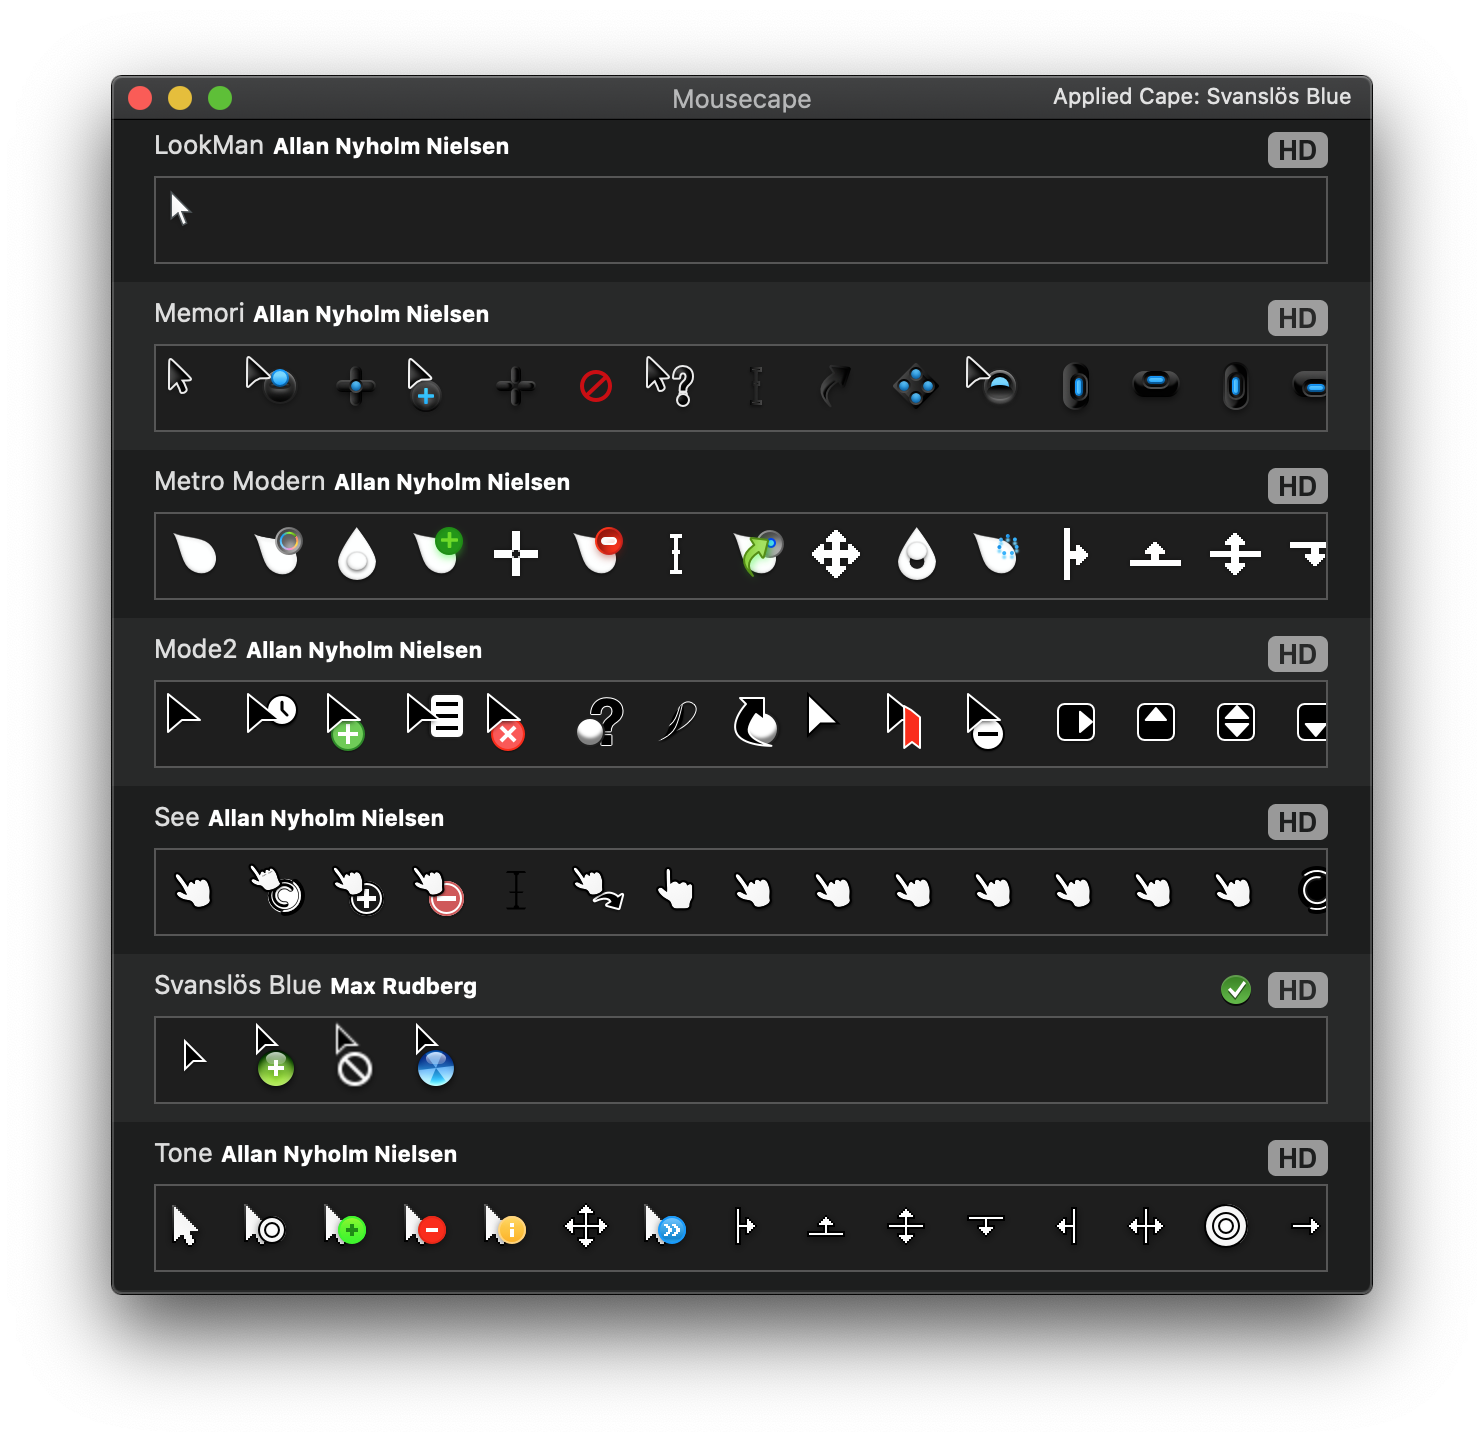 Mousecape
Applied Cape: Svanslös Blue
LookMan Allan Nyholm Nielsen
HD
Memori Allan Nyholm Nielsen
HD
Metro Modern Allan Nyholm Nielsen
HD
Mode2 Allan Nyholm Nielsen
HD
See Allan Nyholm Nielsen
HD
Svanslös Blue Max Rudberg
HD
Tone Allan Nyholm Nielsen
HD